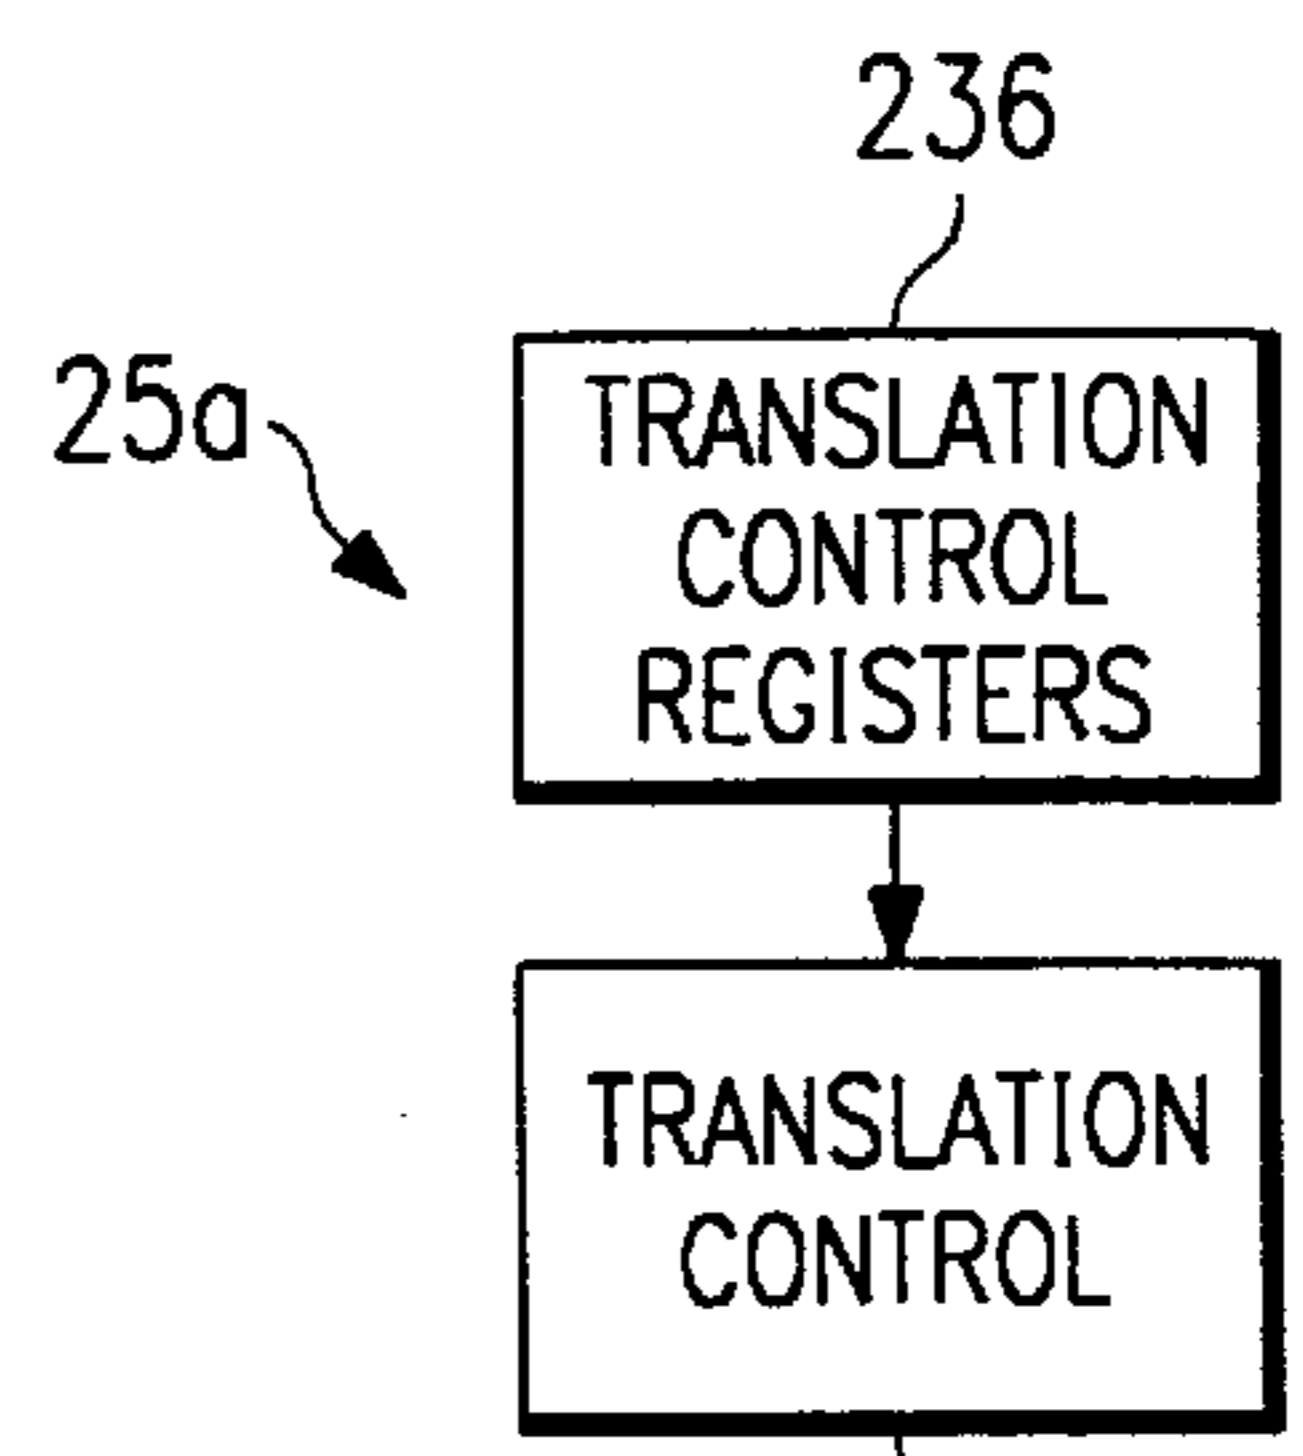 236
25a
TRANSLATION
CONTROL
REGISTERS
TRANSLATION
CONTROL